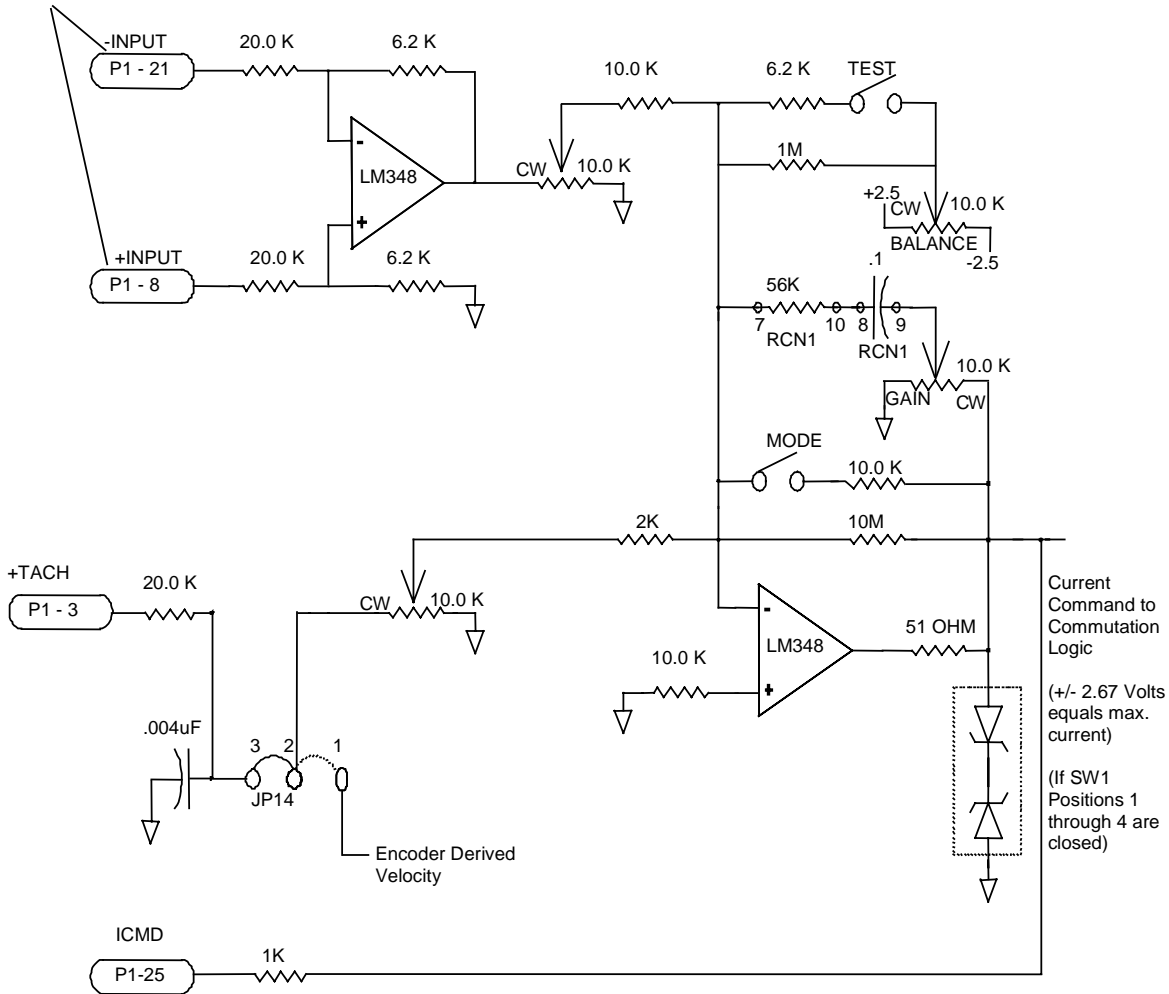 -INPUT
P1 - 21
20.0 K
6.2 K
LM348
-
+
+INPUT
P1 - 8
20.0 K
6.2 K
CW
10.0 K
10.0 K
6.2 K
TEST
1M
+2.5
CW
10.0 K
BALANCE
-2.5
.1
56K
7
10
8
9
RCN1
RCN1
10.0 K
GAIN
CW
MODE
10.0 K
2K
10M
+TACH
P1 - 3
20.0 K
CW
10.0 K
LM348
-
+
10.0 K
51 OHM
Current
Command to
Commutation
Logic
(+/- 2.67 Volts
equals max.
current)
(If SW1
Positions 1
through 4 are
closed)
.004uF
3
2
1
JP14
Encoder Derived
Velocity
ICMD
P1-25
1K